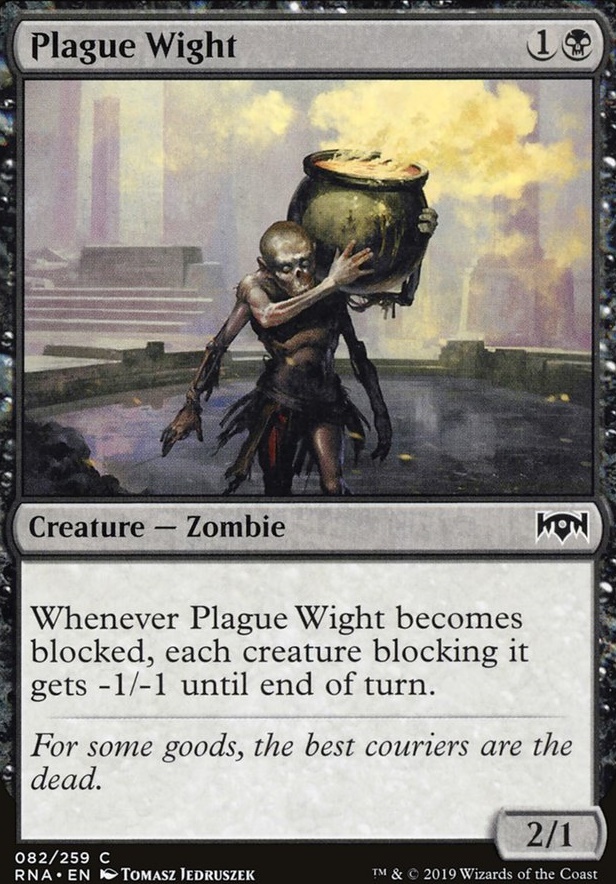 Plague Wight 1
Creature — Zombie
Whenever Plague Wight becomes
blocked, each creature blocking it
gets -1/-1 until end of turn.
For some goods, the best couriers are the
dead.
2/1
082/259 C
RNA • EN Tomasz Jedruszek
™ & © 2019 Wizards of the Coast